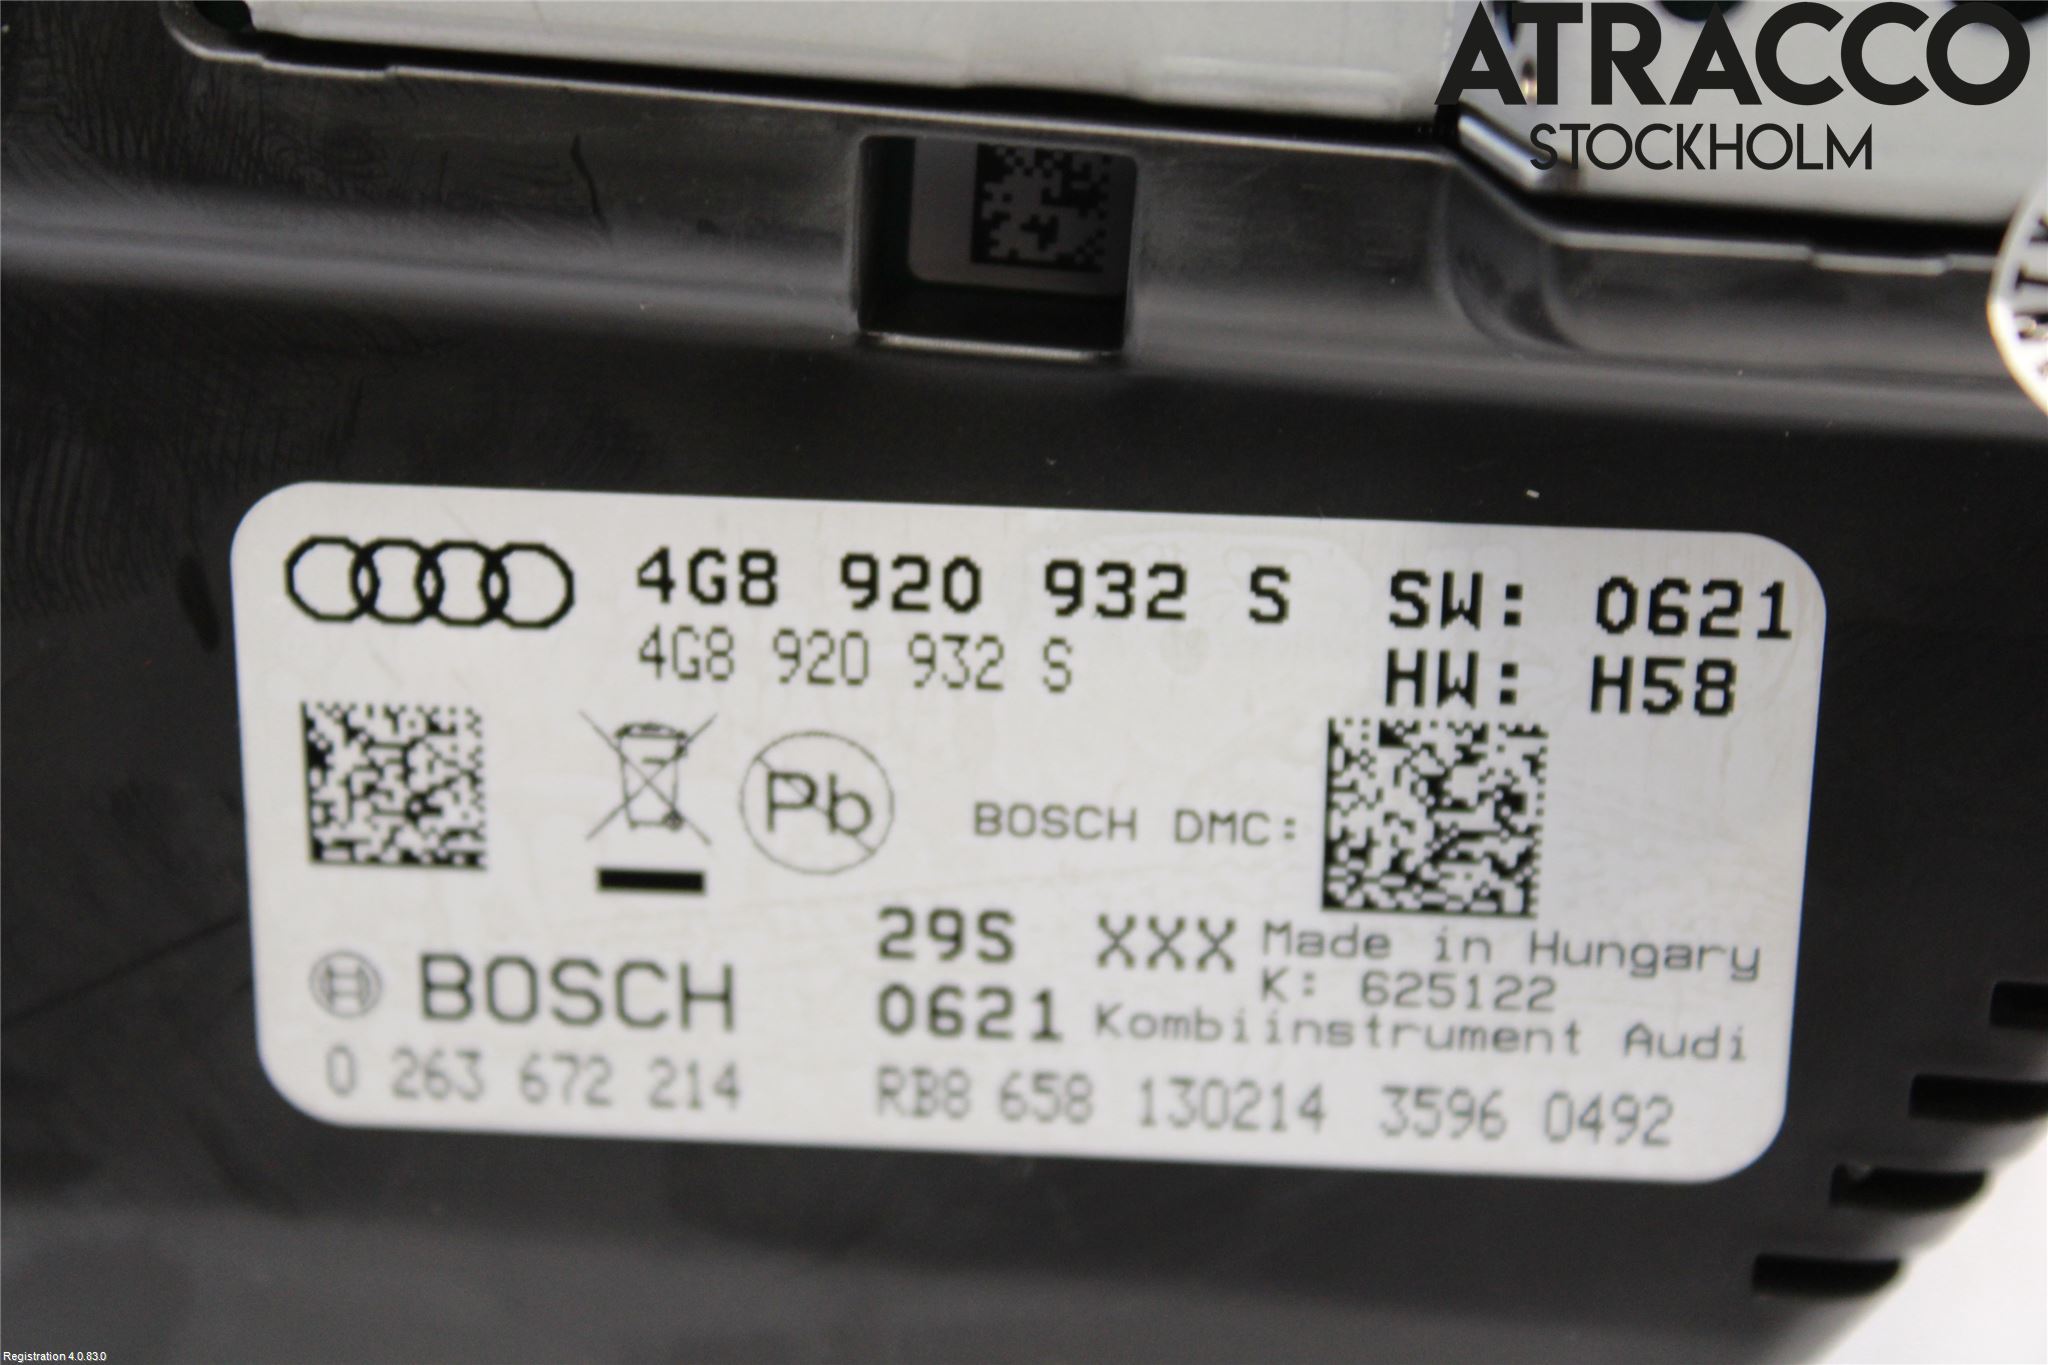 ATRACCO
STOCKHOLM
4G8 920 932 S SW: 0621
4G8 920 932 S HW: H58
Pb
BOSCH DMC:
29S XXX Made in Hungary
K: 625122
BOSCH 0621 Kombiinstrument Audi
0 263 672 214 RB8 658 130214 3596 0492
Registration 4.0.83.0